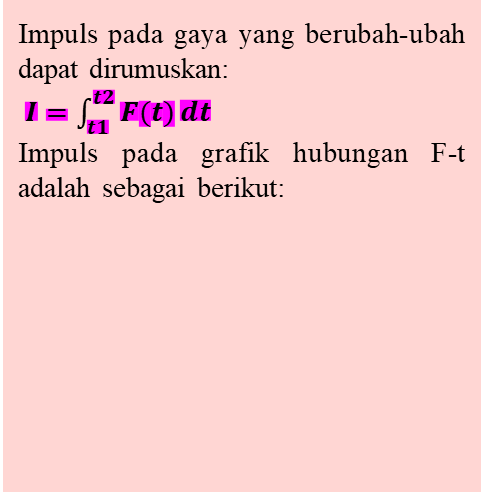 Impuls pada gaya yang berubah-ubah
dapat dirumuskan:
I = ∫_{t1}^{t2} F(t) dt
Impuls pada grafik hubungan F-t
adalah sebagai berikut: